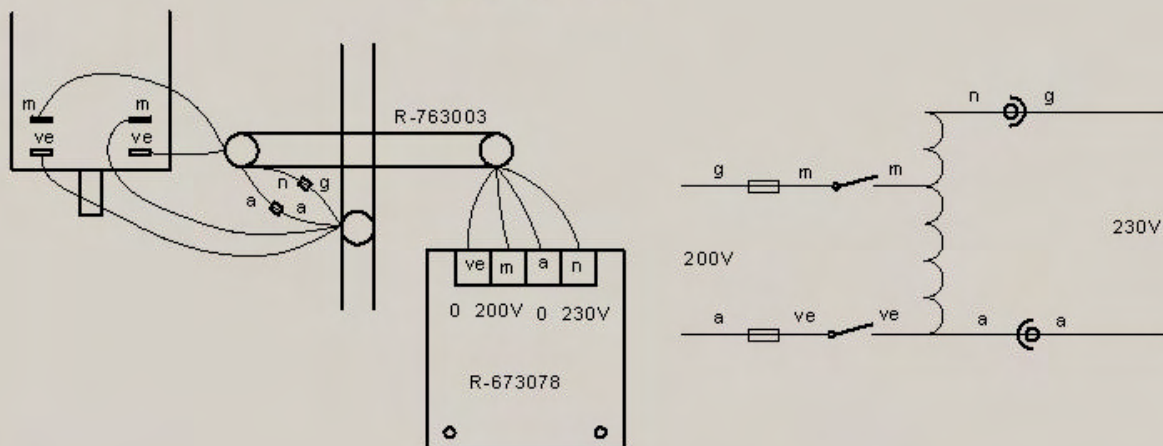 m m
ve ve
R-763003
n g
a a
ve m a n
0 200V 0 230V
R-673078
n g
g m m
200V
230V
a ve ve a a